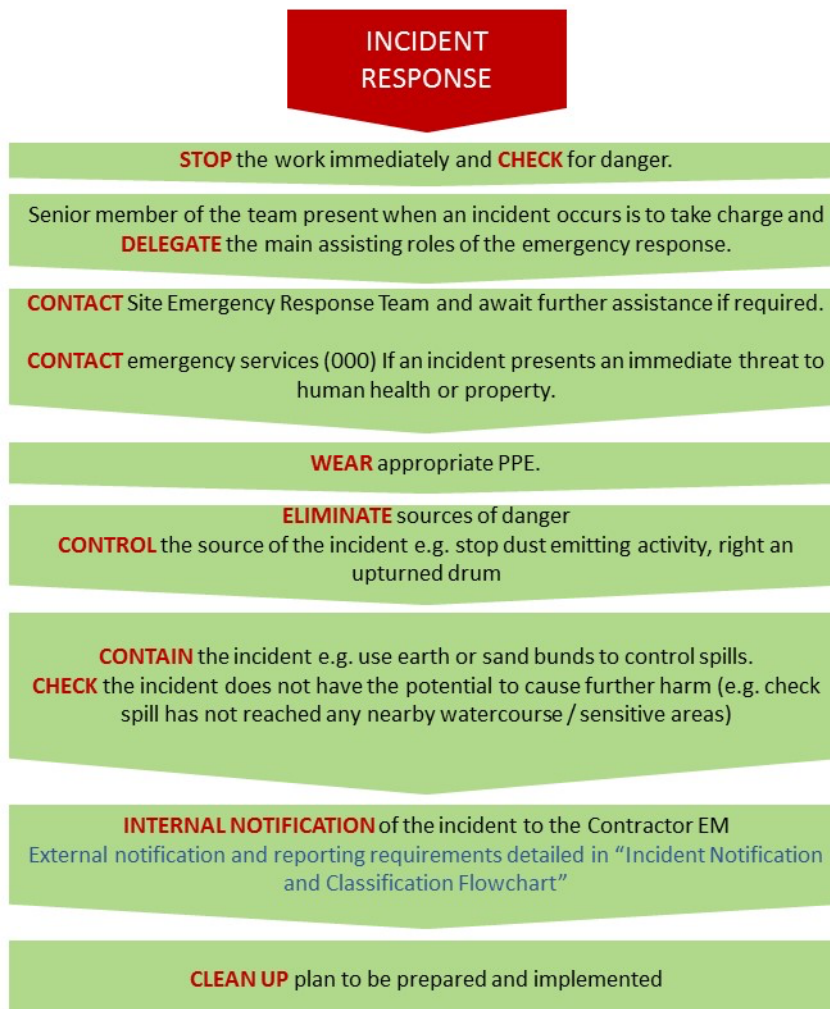 INCIDENT
RESPONSE
STOP the work immediately and CHECK for danger.
Senior member of the team present when an incident occurs is to take charge and
DELEGATE the main assisting roles of the emergency response.
CONTACT Site Emergency Response Team and await further assistance if required.
CONTACT emergency services (000) If an incident presents an immediate threat to
human health or property.
WEAR appropriate PPE.
ELIMINATE sources of danger
CONTROL the source of the incident e.g. stop dust emitting activity, right an
upturned drum
CONTAIN the incident e.g. use earth or sand bunds to control spills.
CHECK the incident does not have the potential to cause further harm (e.g. check
spill has not reached any nearby watercourse / sensitive areas)
INTERNAL NOTIFICATION of the incident to the Contractor EM
External notification and reporting requirements detailed in “Incident Notification
and Classification Flowchart”
CLEAN UP plan to be prepared and implemented